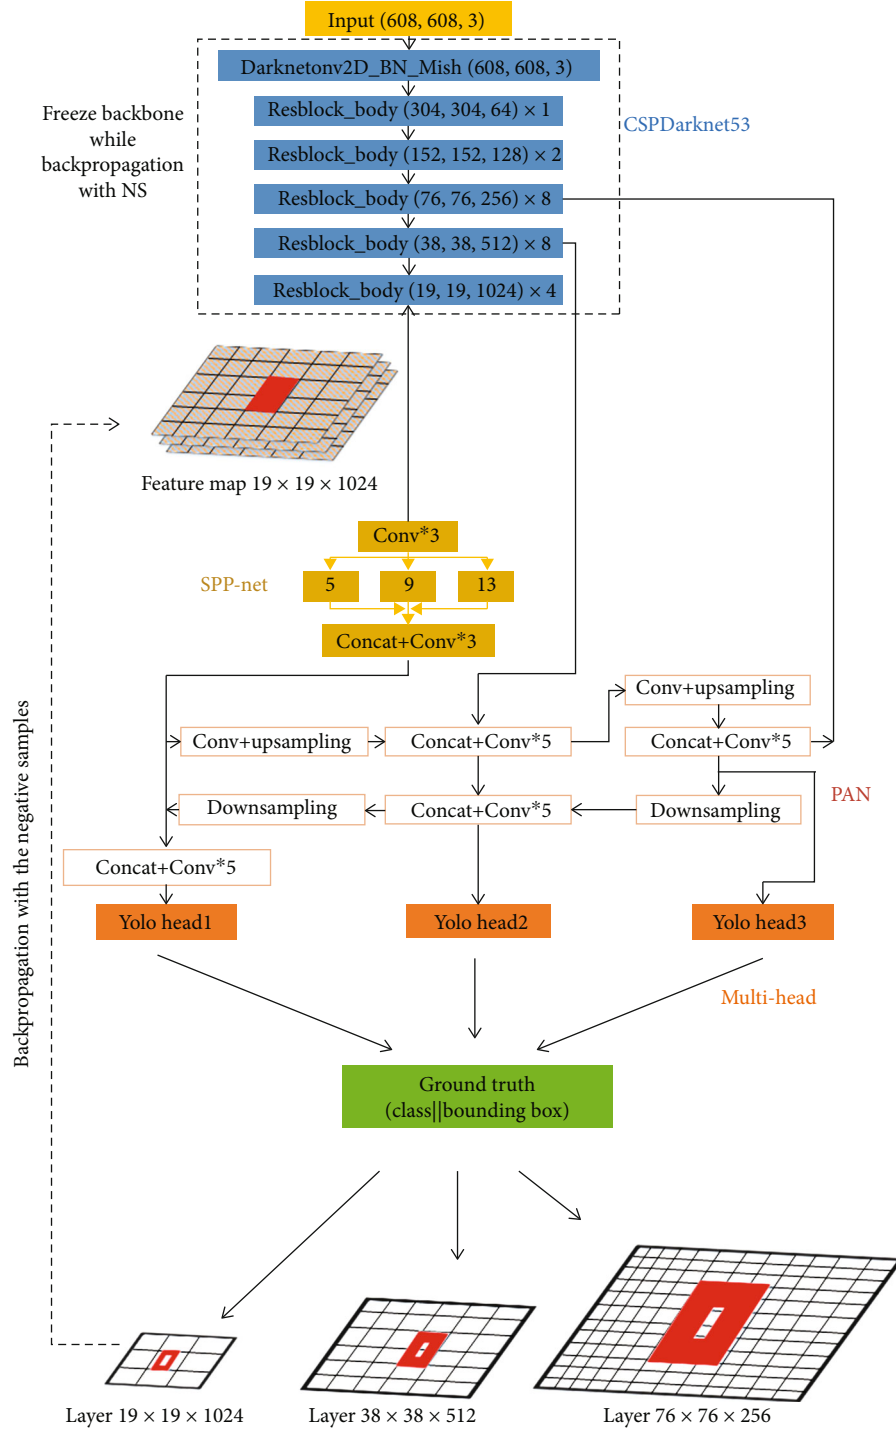 Input (608, 608, 3)
Darknetonv2D_BN_Mish (608, 608, 3)
Resblock_body (304, 304, 64) × 1
Resblock_body (152, 152, 128) × 2
Resblock_body (76, 76, 256) × 8
Resblock_body (38, 38, 512) × 8
Resblock_body (19, 19, 1024) × 4
Freeze backbone
while
backpropagation
with NS
CSPDarknet53
Feature map 19 × 19 × 1024
Conv*3
SPP-net
5
9
13
Concat+Conv*3
Conv+upsampling
Conv+upsampling
Concat+Conv*5
Concat+Conv*5
Downsampling
Concat+Conv*5
Downsampling
PAN
Concat+Conv*5
Yolo head1
Yolo head2
Yolo head3
Multi-head
Backpropagation with the negative samples
Ground truth
(class||bounding box)
Layer 19 × 19 × 1024
Layer 38 × 38 × 512
Layer 76 × 76 × 256